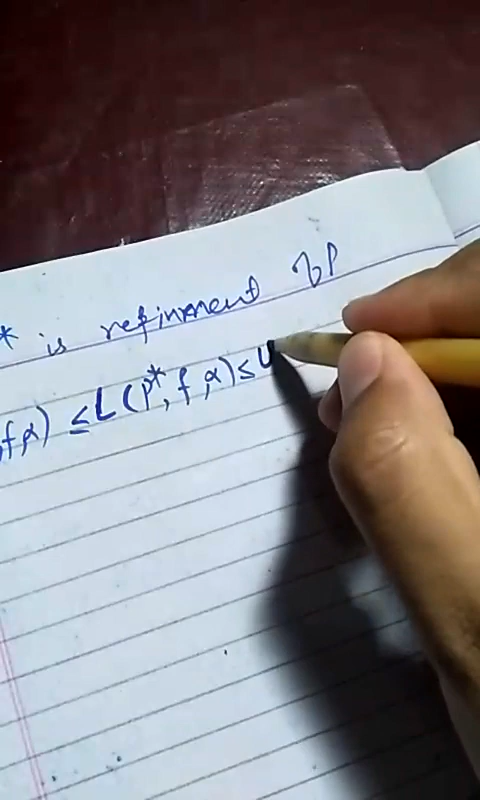 * is refinment of P
,f,α) ≤ L(P*, f,α) ≤ U